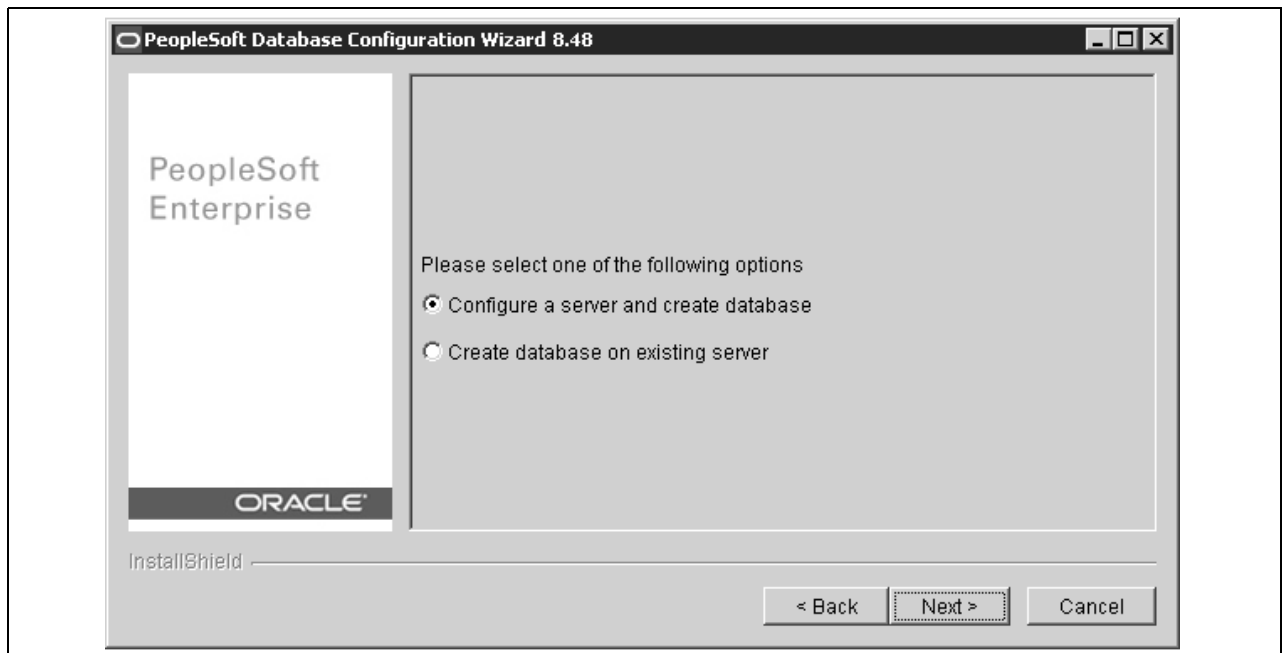 PeopleSoft Database Configuration Wizard 8.48
PeopleSoft
Enterprise
Please select one of the following options
Configure a server and create database
Create database on existing server
ORACLE
InstallShield
< Back
Next >
Cancel